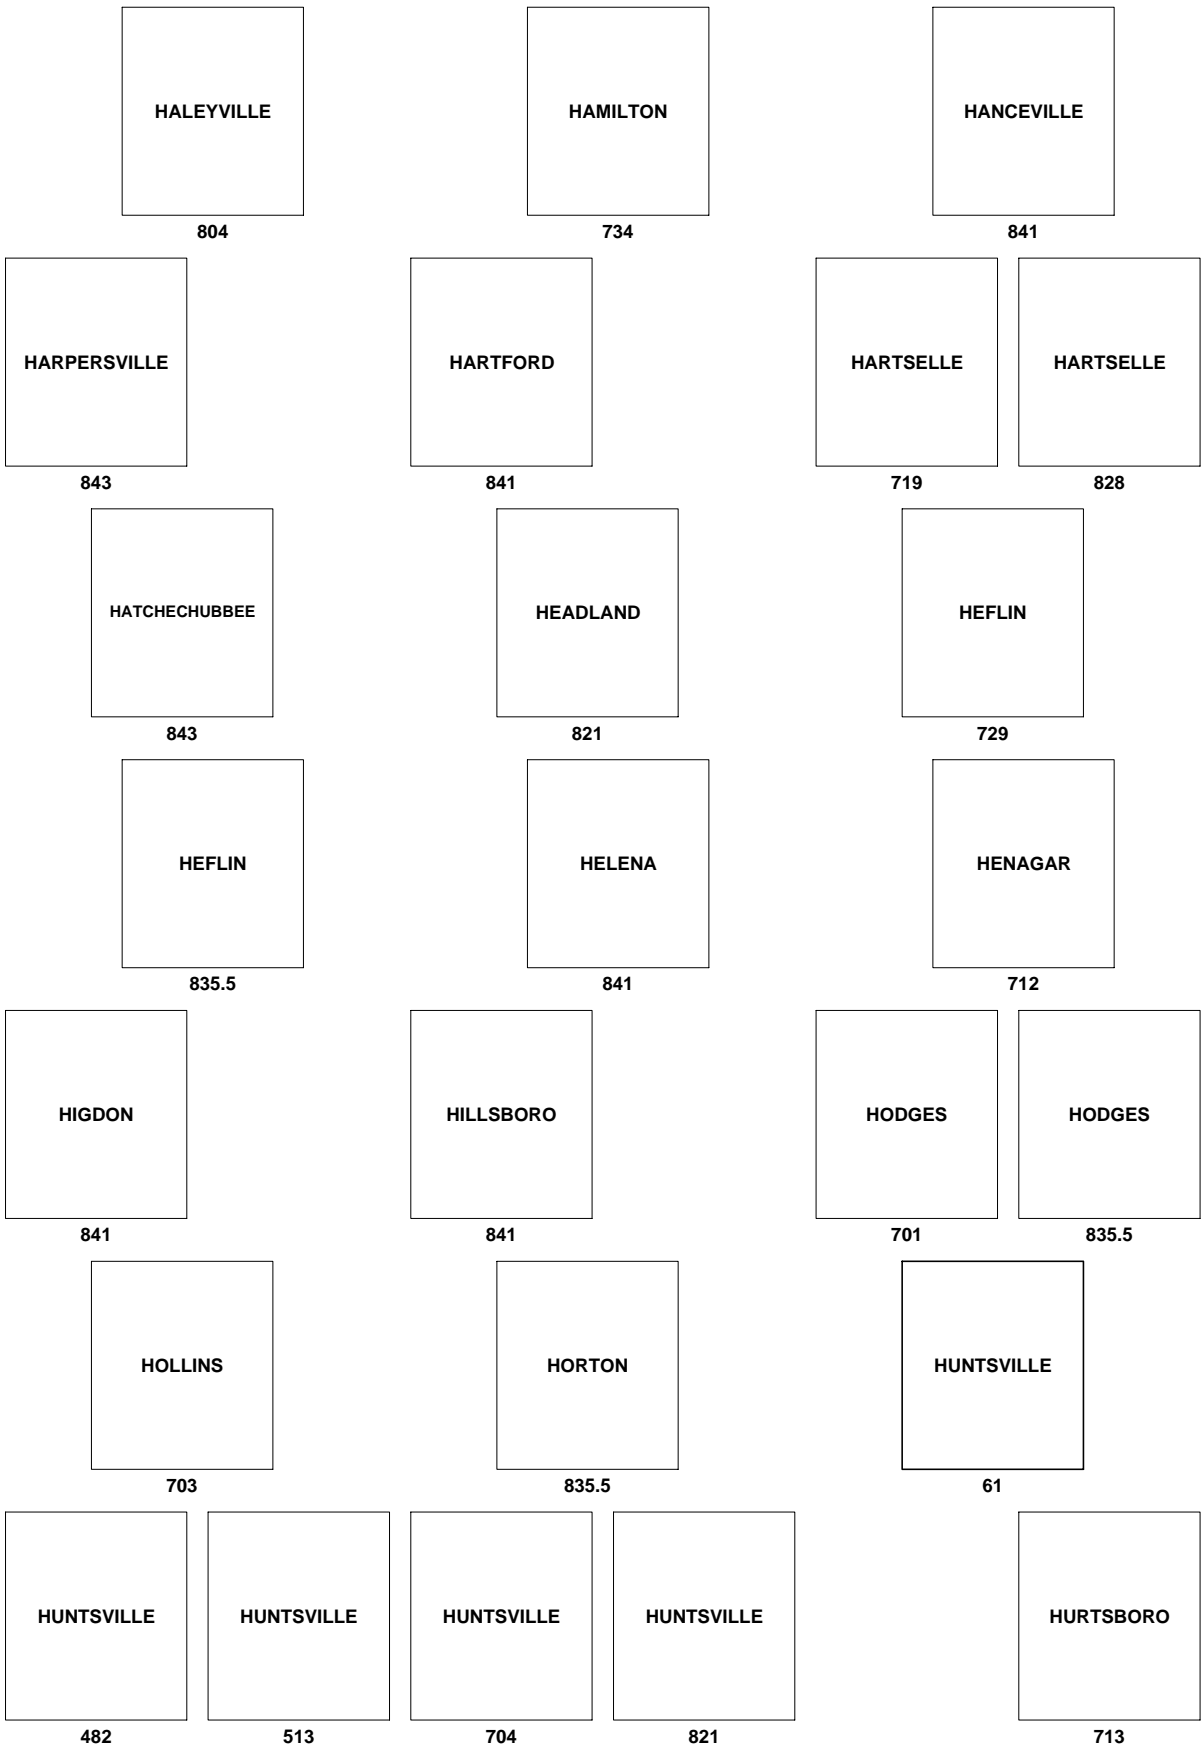 HALEYVILLE HAMILTON HANCEVILLE
804 734 841
HARPERSVILLE HARTFORD HARTSELLE HARTSELLE
843 841 719 828
HATCHECHUBBEE HEADLAND HEFLIN
843 821 729
HEFLIN HELENA HENAGAR
835.5 841 712
HIGDON HILLSBORO HODGES HODGES
841 841 701 835.5
HOLLINS HORTON HUNTSVILLE
703 835.5 61
HUNTSVILLE HUNTSVILLE HUNTSVILLE HUNTSVILLE HURTSBORO
482 513 704 821 713